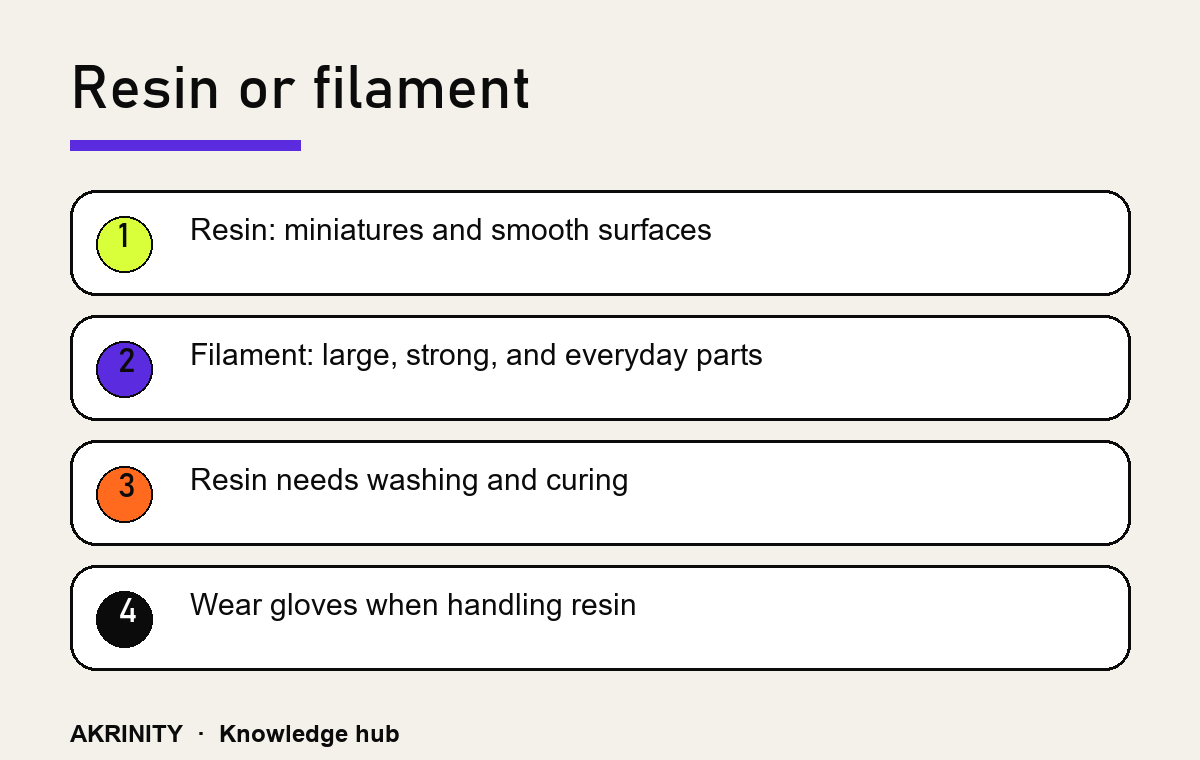 Resin or filament
1 Resin: miniatures and smooth surfaces
2 Filament: large, strong, and everyday parts
3 Resin needs washing and curing
4 Wear gloves when handling resin
AKRINITY · Knowledge hub